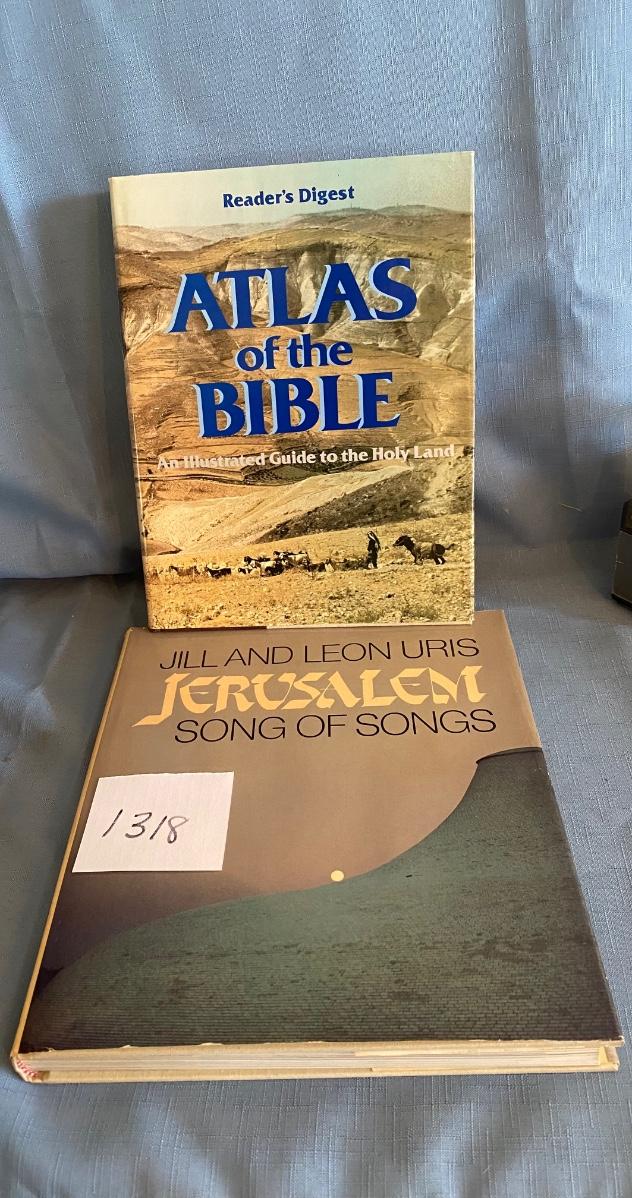 Reader's Digest
ATLAS
of the
BIBLE
An Illustrated Guide to the Holy Land
JILL AND LEON URIS
JERUSALEM
SONG OF SONGS
1318